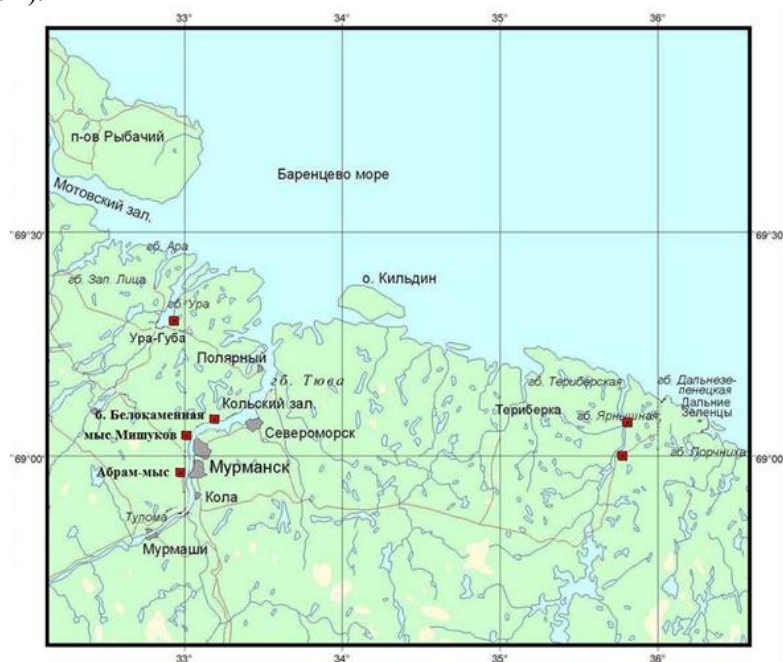 33°
34°
35°
36°
п-ов Рыбачий
Баренцево море
Мотовский зал.
69°30'
69°30
гб. Ара
о. Кильдин
гб. Зап. Лица
гб. Ура
Ура-Губа
Полярный
гб. Тюва
гб. Териберская
гб. Дальнезе-
ленецкая
Дальние
Зеленцы
б. Белокаменная
Кольский зал.
Териберка
гб. Ярнышная
мыс Мишуков
Североморск
69°00'
69°00
гб. Порчниха
Абрам-мыс
Мурманск
Кола
Тулома
Мурмаши
33°
34°
35°
36°